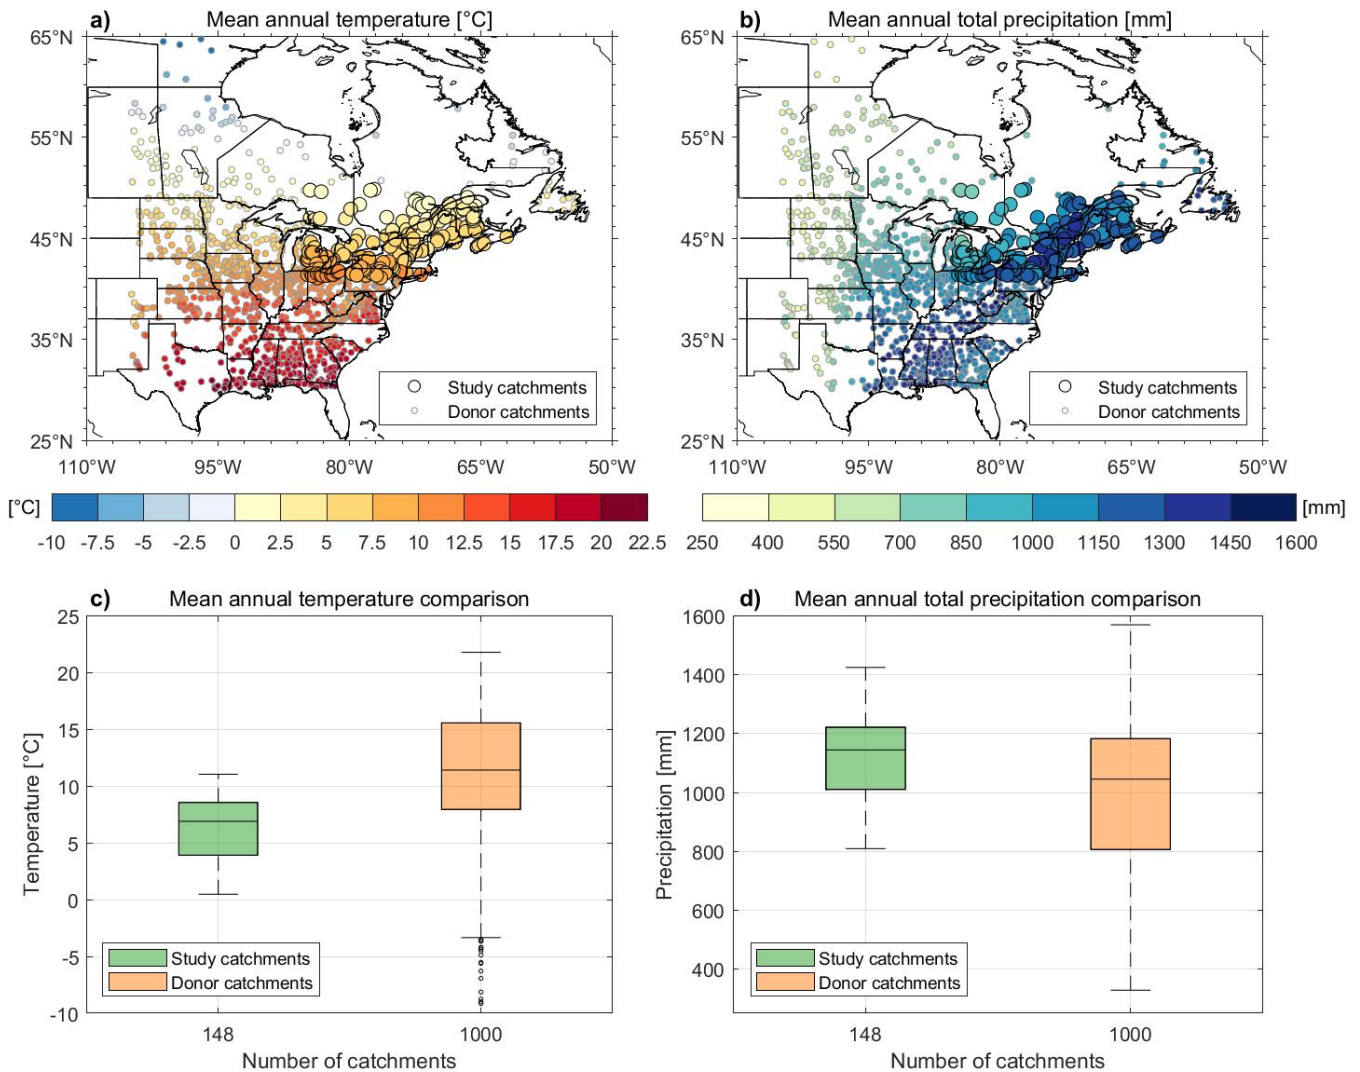 a) Mean annual temperature [°C]
65°N
55°N
45°N
35°N
25°N
110°W 95°W 80°W 65°W 50°W
Study catchments
Donor catchments
[°C]
-10 -7.5 -5 -2.5 0 2.5 5 7.5 10 12.5 15 17.5 20 22.5
b) Mean annual total precipitation [mm]
65°N
55°N
45°N
35°N
25°N
110°W 95°W 80°W 65°W 50°W
Study catchments
Donor catchments
[mm]
250 400 550 700 850 1000 1150 1300 1450 1600
c) Mean annual temperature comparison
Temperature [°C]
25
20
15
10
5
0
-5
-10
Study catchments
Donor catchments
148 1000
Number of catchments
d) Mean annual total precipitation comparison
Precipitation [mm]
1600
1400
1200
1000
800
600
400
Study catchments
Donor catchments
148 1000
Number of catchments